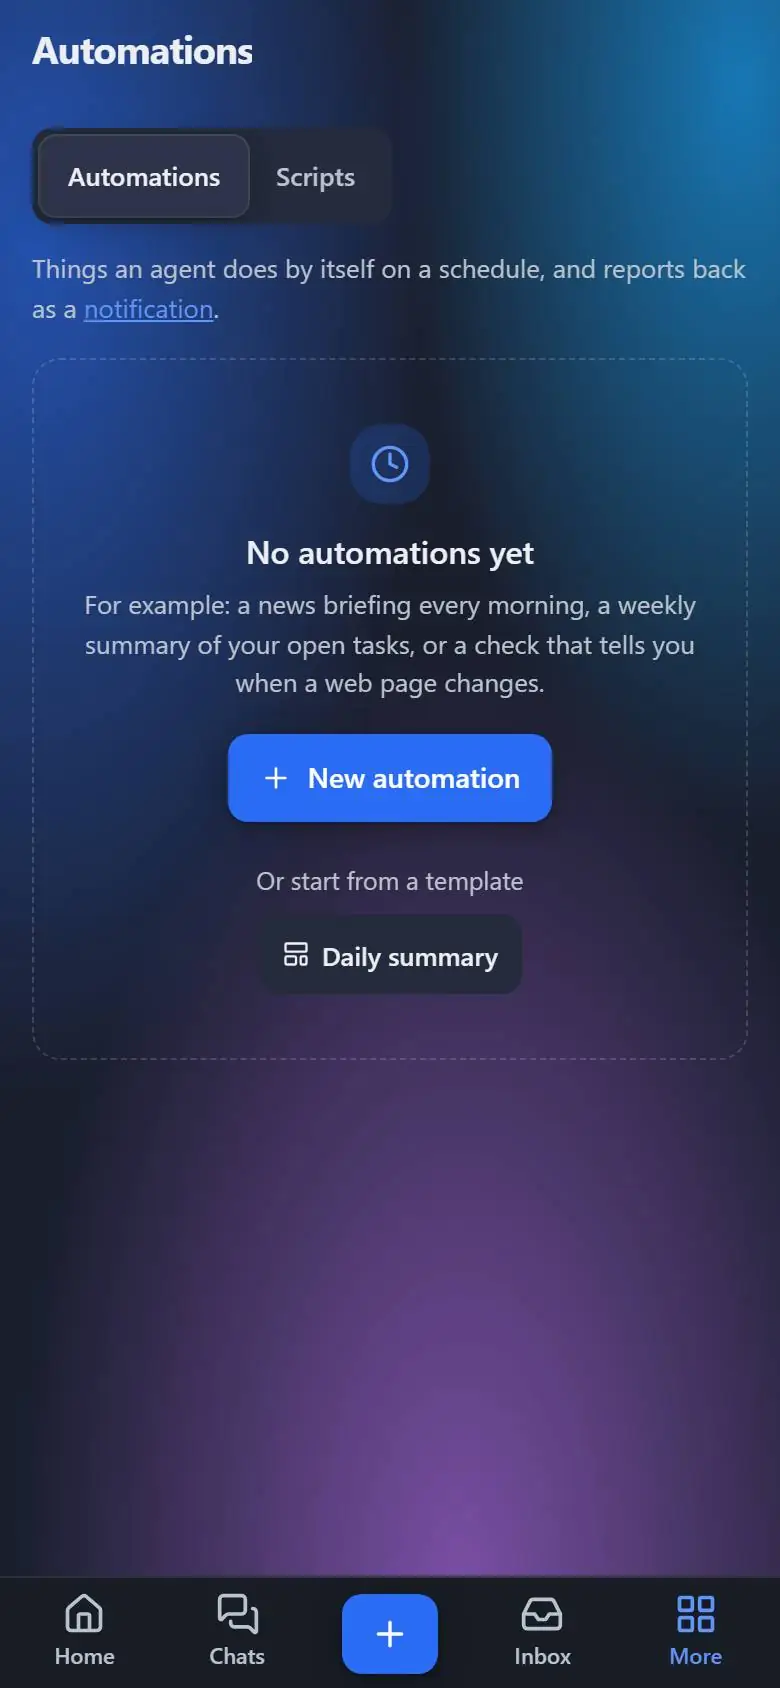 Automations
Automations
Scripts
Things an agent does by itself on a schedule, and reports back
as a notification.
No automations yet
For example: a news briefing every morning, a weekly
summary of your open tasks, or a check that tells you
when a web page changes.
New automation
Or start from a template
Daily summary
Home
Chats
Inbox
More